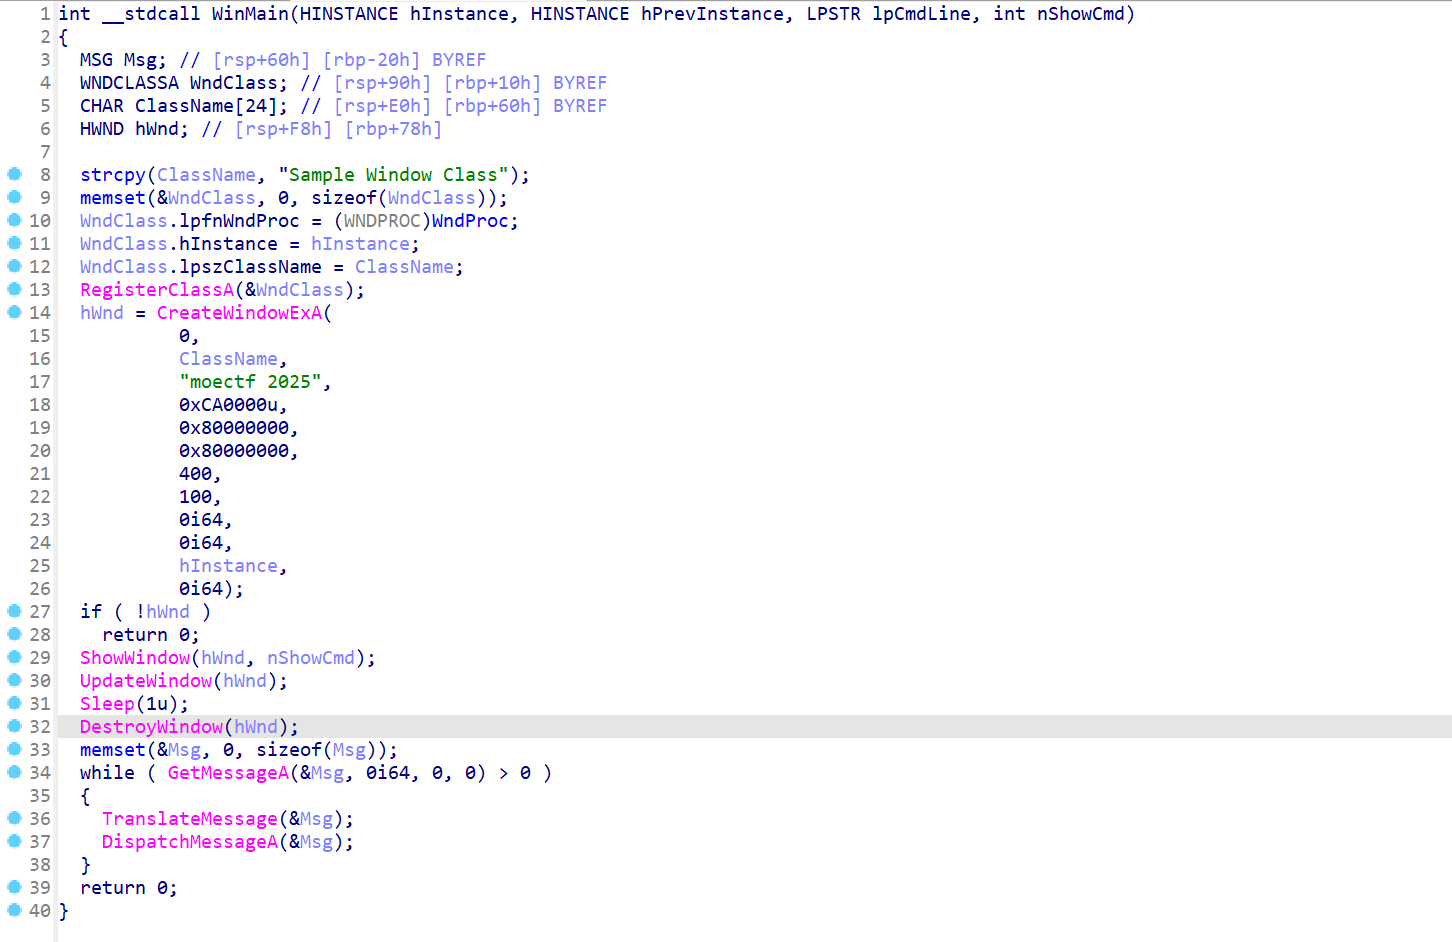 1 int __stdcall WinMain(HINSTANCE hInstance, HINSTANCE hPrevInstance, LPSTR lpCmdLine, int nShowCmd)
2 {
3   MSG Msg; // [rsp+60h] [rbp-20h] BYREF
4   WNDCLASSA WndClass; // [rsp+90h] [rbp+10h] BYREF
5   CHAR ClassName[24]; // [rsp+E0h] [rbp+60h] BYREF
6   HWND hWnd; // [rsp+F8h] [rbp+78h]
7
8   strcpy(ClassName, "Sample Window Class");
9   memset(&WndClass, 0, sizeof(WndClass));
10   WndClass.lpfnWndProc = (WNDPROC)WndProc;
11   WndClass.hInstance = hInstance;
12   WndClass.lpszClassName = ClassName;
13   RegisterClassA(&WndClass);
14   hWnd = CreateWindowExA(
15            0,
16            ClassName,
17            "moectf 2025",
18            0xCA0000u,
19            0x80000000,
20            0x80000000,
21            400,
22            100,
23            0i64,
24            0i64,
25            hInstance,
26            0i64);
27   if ( !hWnd )
28     return 0;
29   ShowWindow(hWnd, nShowCmd);
30   UpdateWindow(hWnd);
31   Sleep(1u);
32   DestroyWindow(hWnd);
33   memset(&Msg, 0, sizeof(Msg));
34   while ( GetMessageA(&Msg, 0i64, 0, 0) > 0 )
35   {
36     TranslateMessage(&Msg);
37     DispatchMessageA(&Msg);
38   }
39   return 0;
40 }